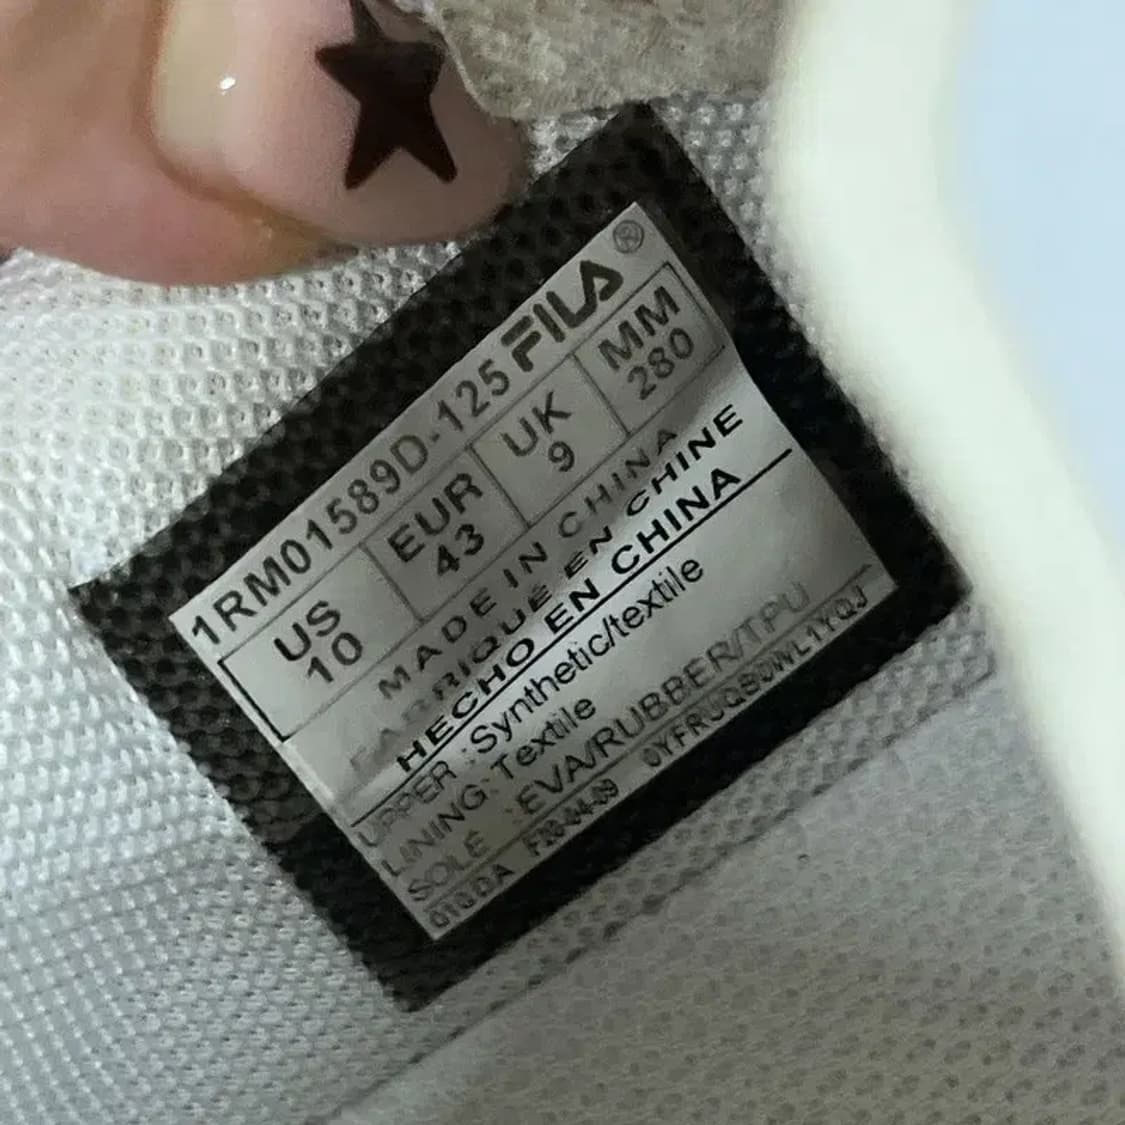 1RM01589D-125 FILA ®
US EUR UK MM
10 43 9 280
MADE IN CHINA
FABRIQUÉ EN CHINE
HECHO EN CHINA
UPPER :Synthetic/textile
LINING: Textile
SOLE :EVA/RUBBER/TPU